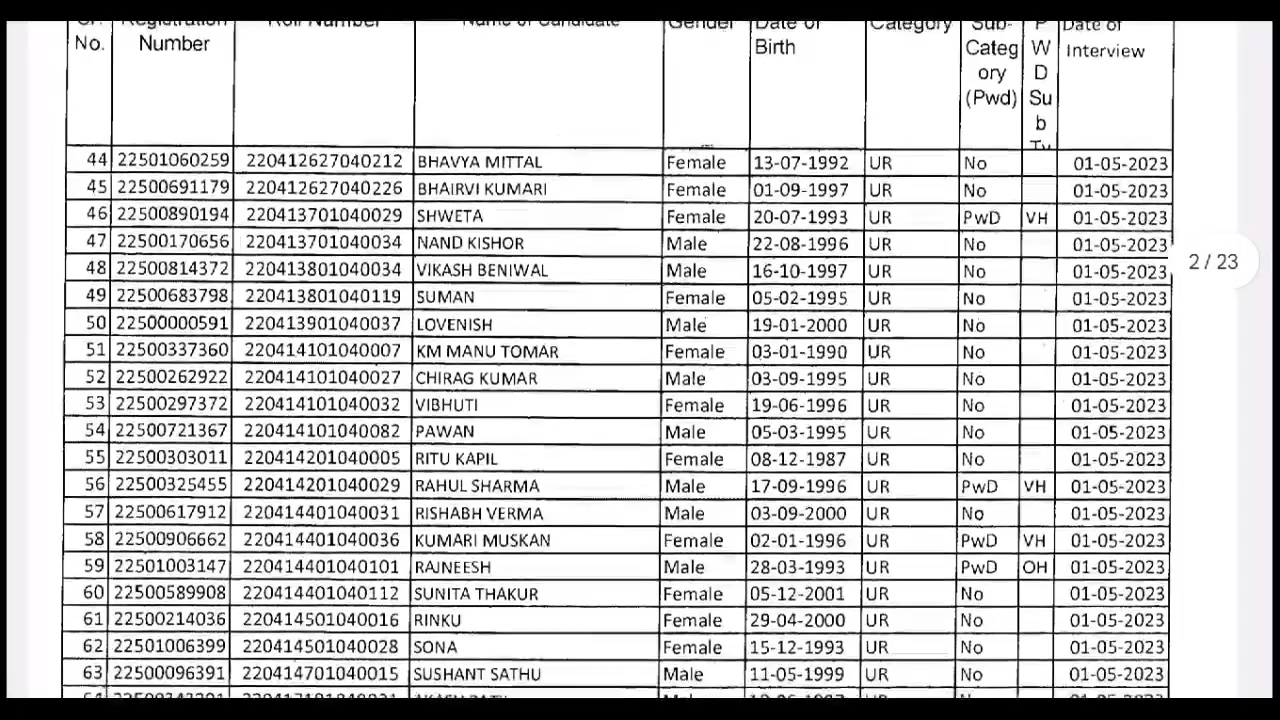 Sr. Registration Roll Number Name of Candidate Gender Date of Category Sub- P Date of
No. Number Birth Categ W Interview
ory D
(Pwd) Su
b
Ty
44 22501060259 220412627040212 BHAVYA MITTAL Female 13-07-1992 UR No 01-05-2023
45 22500691179 220412627040226 BHAIRVI KUMARI Female 01-09-1997 UR No 01-05-2023
46 22500890194 220413701040029 SHWETA Female 20-07-1993 UR PwD VH 01-05-2023
47 22500170656 220413701040034 NAND KISHOR Male 22-08-1996 UR No 01-05-2023
48 22500814372 220413801040034 VIKASH BENIWAL Male 16-10-1997 UR No 01-05-2023
49 22500683798 220413801040119 SUMAN Female 05-02-1995 UR No 01-05-2023
50 22500000591 220413901040037 LOVENISH Male 19-01-2000 UR No 01-05-2023
51 22500337360 220414101040007 KM MANU TOMAR Female 03-01-1990 UR No 01-05-2023
52 22500262922 220414101040027 CHIRAG KUMAR Male 03-09-1995 UR No 01-05-2023
53 22500297372 220414101040032 VIBHUTI Female 19-06-1996 UR No 01-05-2023
54 22500721367 220414101040082 PAWAN Male 05-03-1995 UR No 01-05-2023
55 22500303011 220414201040005 RITU KAPIL Female 08-12-1987 UR No 01-05-2023
56 22500325455 220414201040029 RAHUL SHARMA Male 17-09-1996 UR PwD VH 01-05-2023
57 22500617912 220414401040031 RISHABH VERMA Male 03-09-2000 UR No 01-05-2023
58 22500906662 220414401040036 KUMARI MUSKAN Female 02-01-1996 UR PwD VH 01-05-2023
59 22501003147 220414401040101 RAJNEESH Male 28-03-1993 UR PwD OH 01-05-2023
60 22500589908 220414401040112 SUNITA THAKUR Female 05-12-2001 UR No 01-05-2023
61 22500214036 220414501040016 RINKU Female 29-04-2000 UR No 01-05-2023
62 22501006399 220414501040028 SONA Female 15-12-1993 UR No 01-05-2023
63 22500096391 220414701040015 SUSHANT SATHU Male 11-05-1999 UR No 01-05-2023
2 / 23